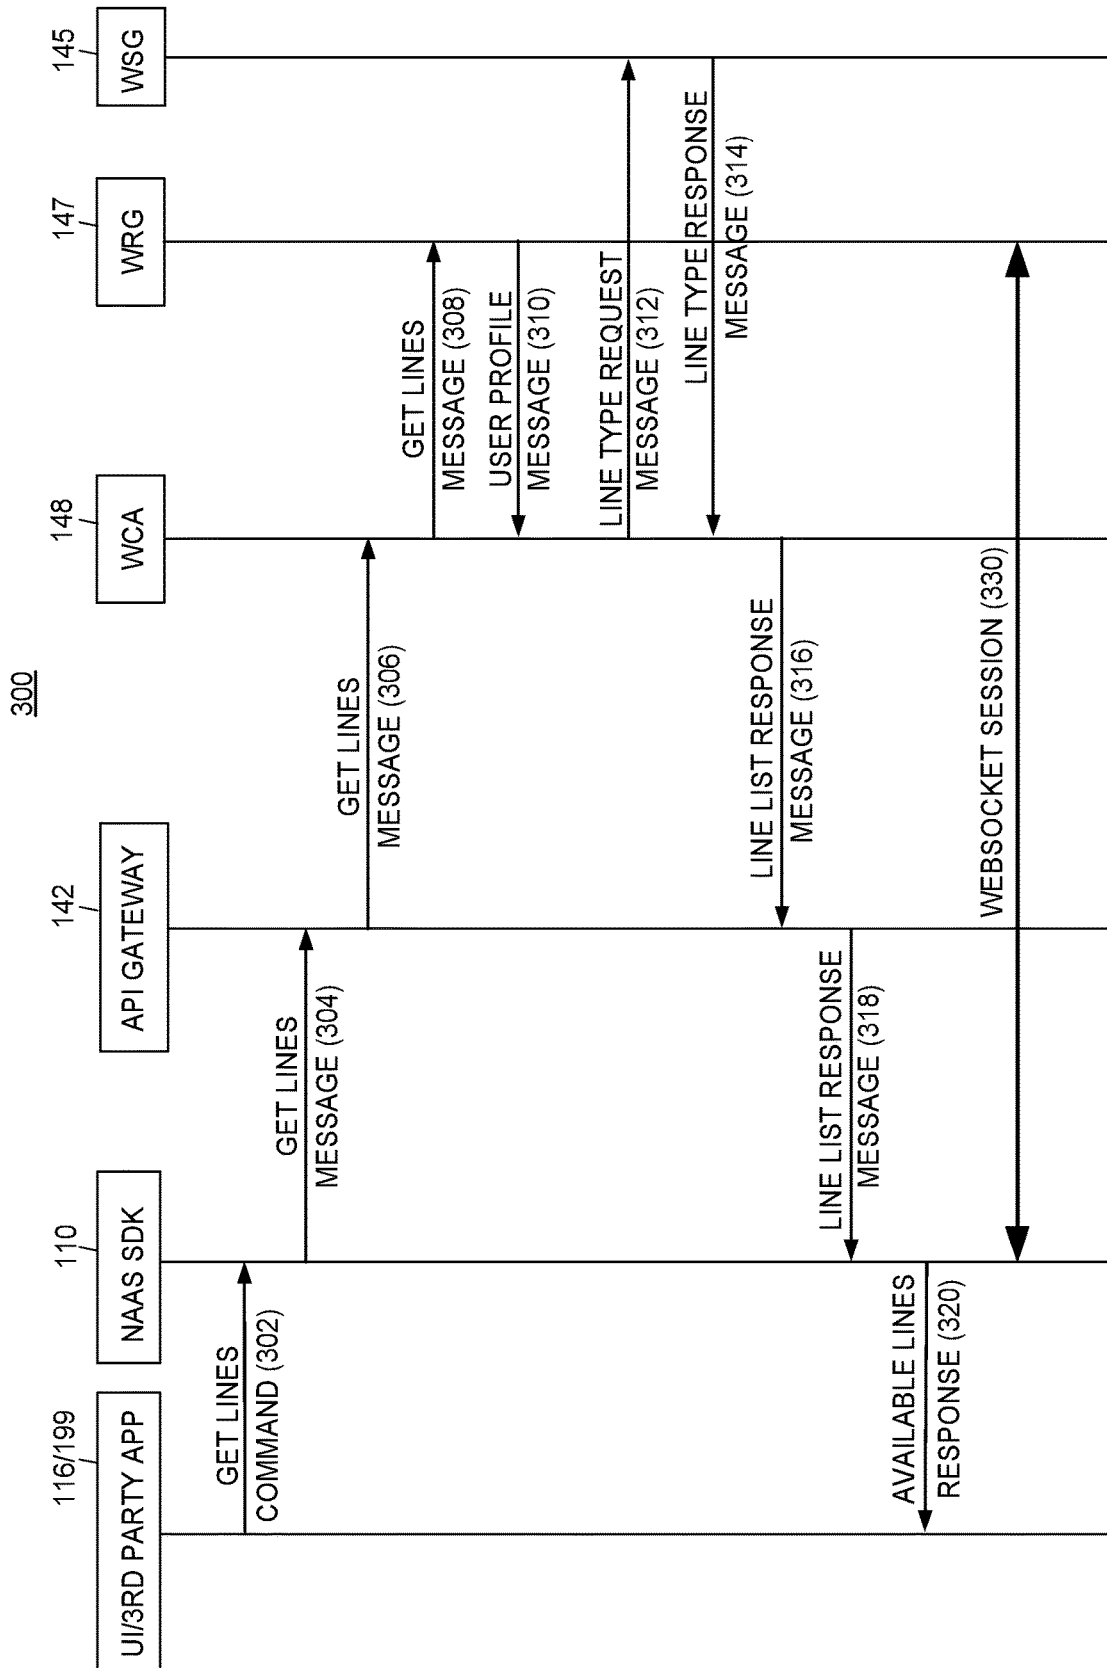 300
116/199
UI/3RD PARTY APP
110
NAAS SDK
142
API GATEWAY
148
WCA
147
WRG
145
WSG
GET LINES
COMMAND (302)
GET LINES
MESSAGE (304)
GET LINES
MESSAGE (306)
GET LINES
MESSAGE (308)
USER PROFILE
MESSAGE (310)
LINE TYPE REQUEST
MESSAGE (312)
LINE TYPE RESPONSE
MESSAGE (314)
LINE LIST RESPONSE
MESSAGE (316)
LINE LIST RESPONSE
MESSAGE (318)
AVAILABLE LINES
RESPONSE (320)
WEBSOCKET SESSION (330)